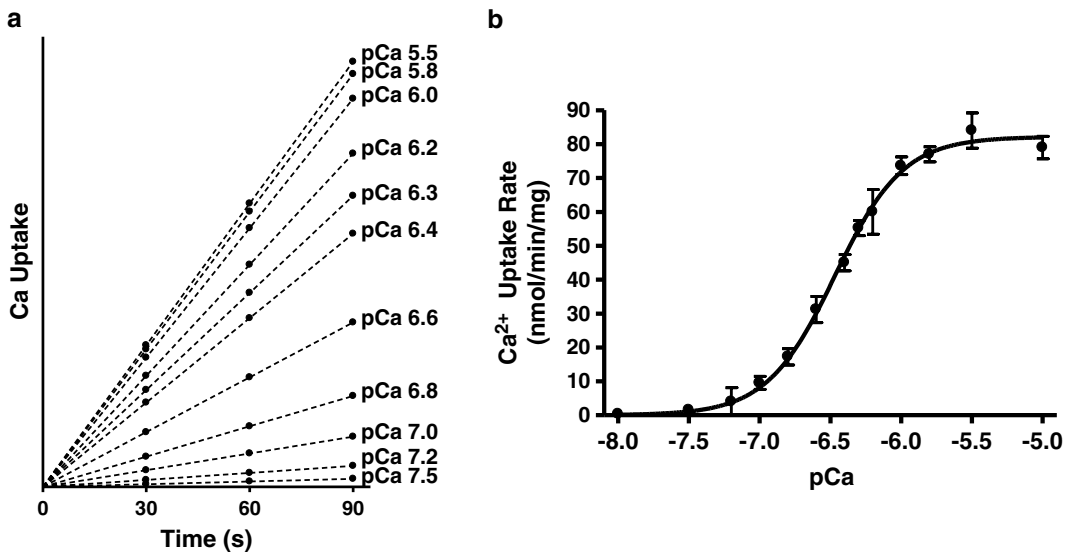 a
pCa 5.5
pCa 5.8
pCa 6.0
pCa 6.2
pCa 6.3
pCa 6.4
pCa 6.6
pCa 6.8
pCa 7.0
pCa 7.2
pCa 7.5
Ca Uptake
0 30 60 90
Time (s)
b
90
80
70
60
50
40
30
20
10
0
Ca²⁺ Uptake Rate
(nmol/min/mg)
-8.0 -7.5 -7.0 -6.5 -6.0 -5.5 -5.0
pCa